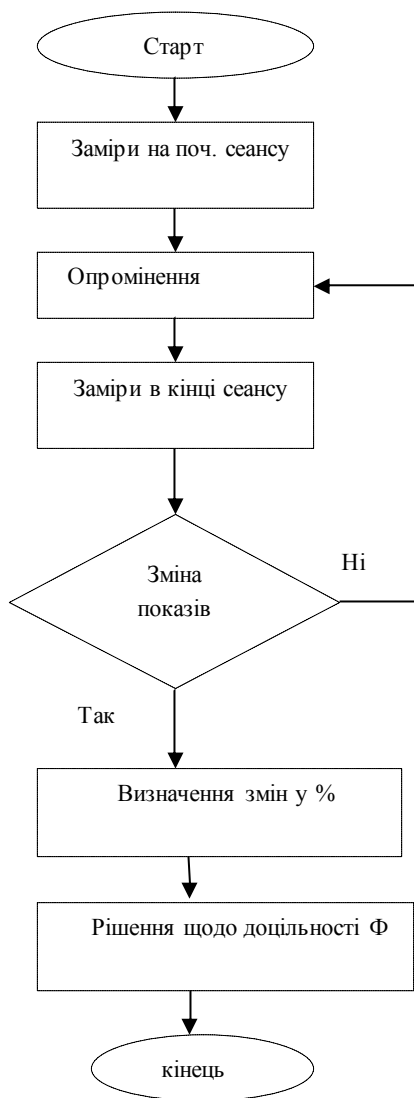 Старт
Заміри на поч. сеансу
Опромінення
Заміри в кінці сеансу
Зміна
показів
Ні
Так
Визначення змін у %
Рішення щодо доцільності Ф
кінець